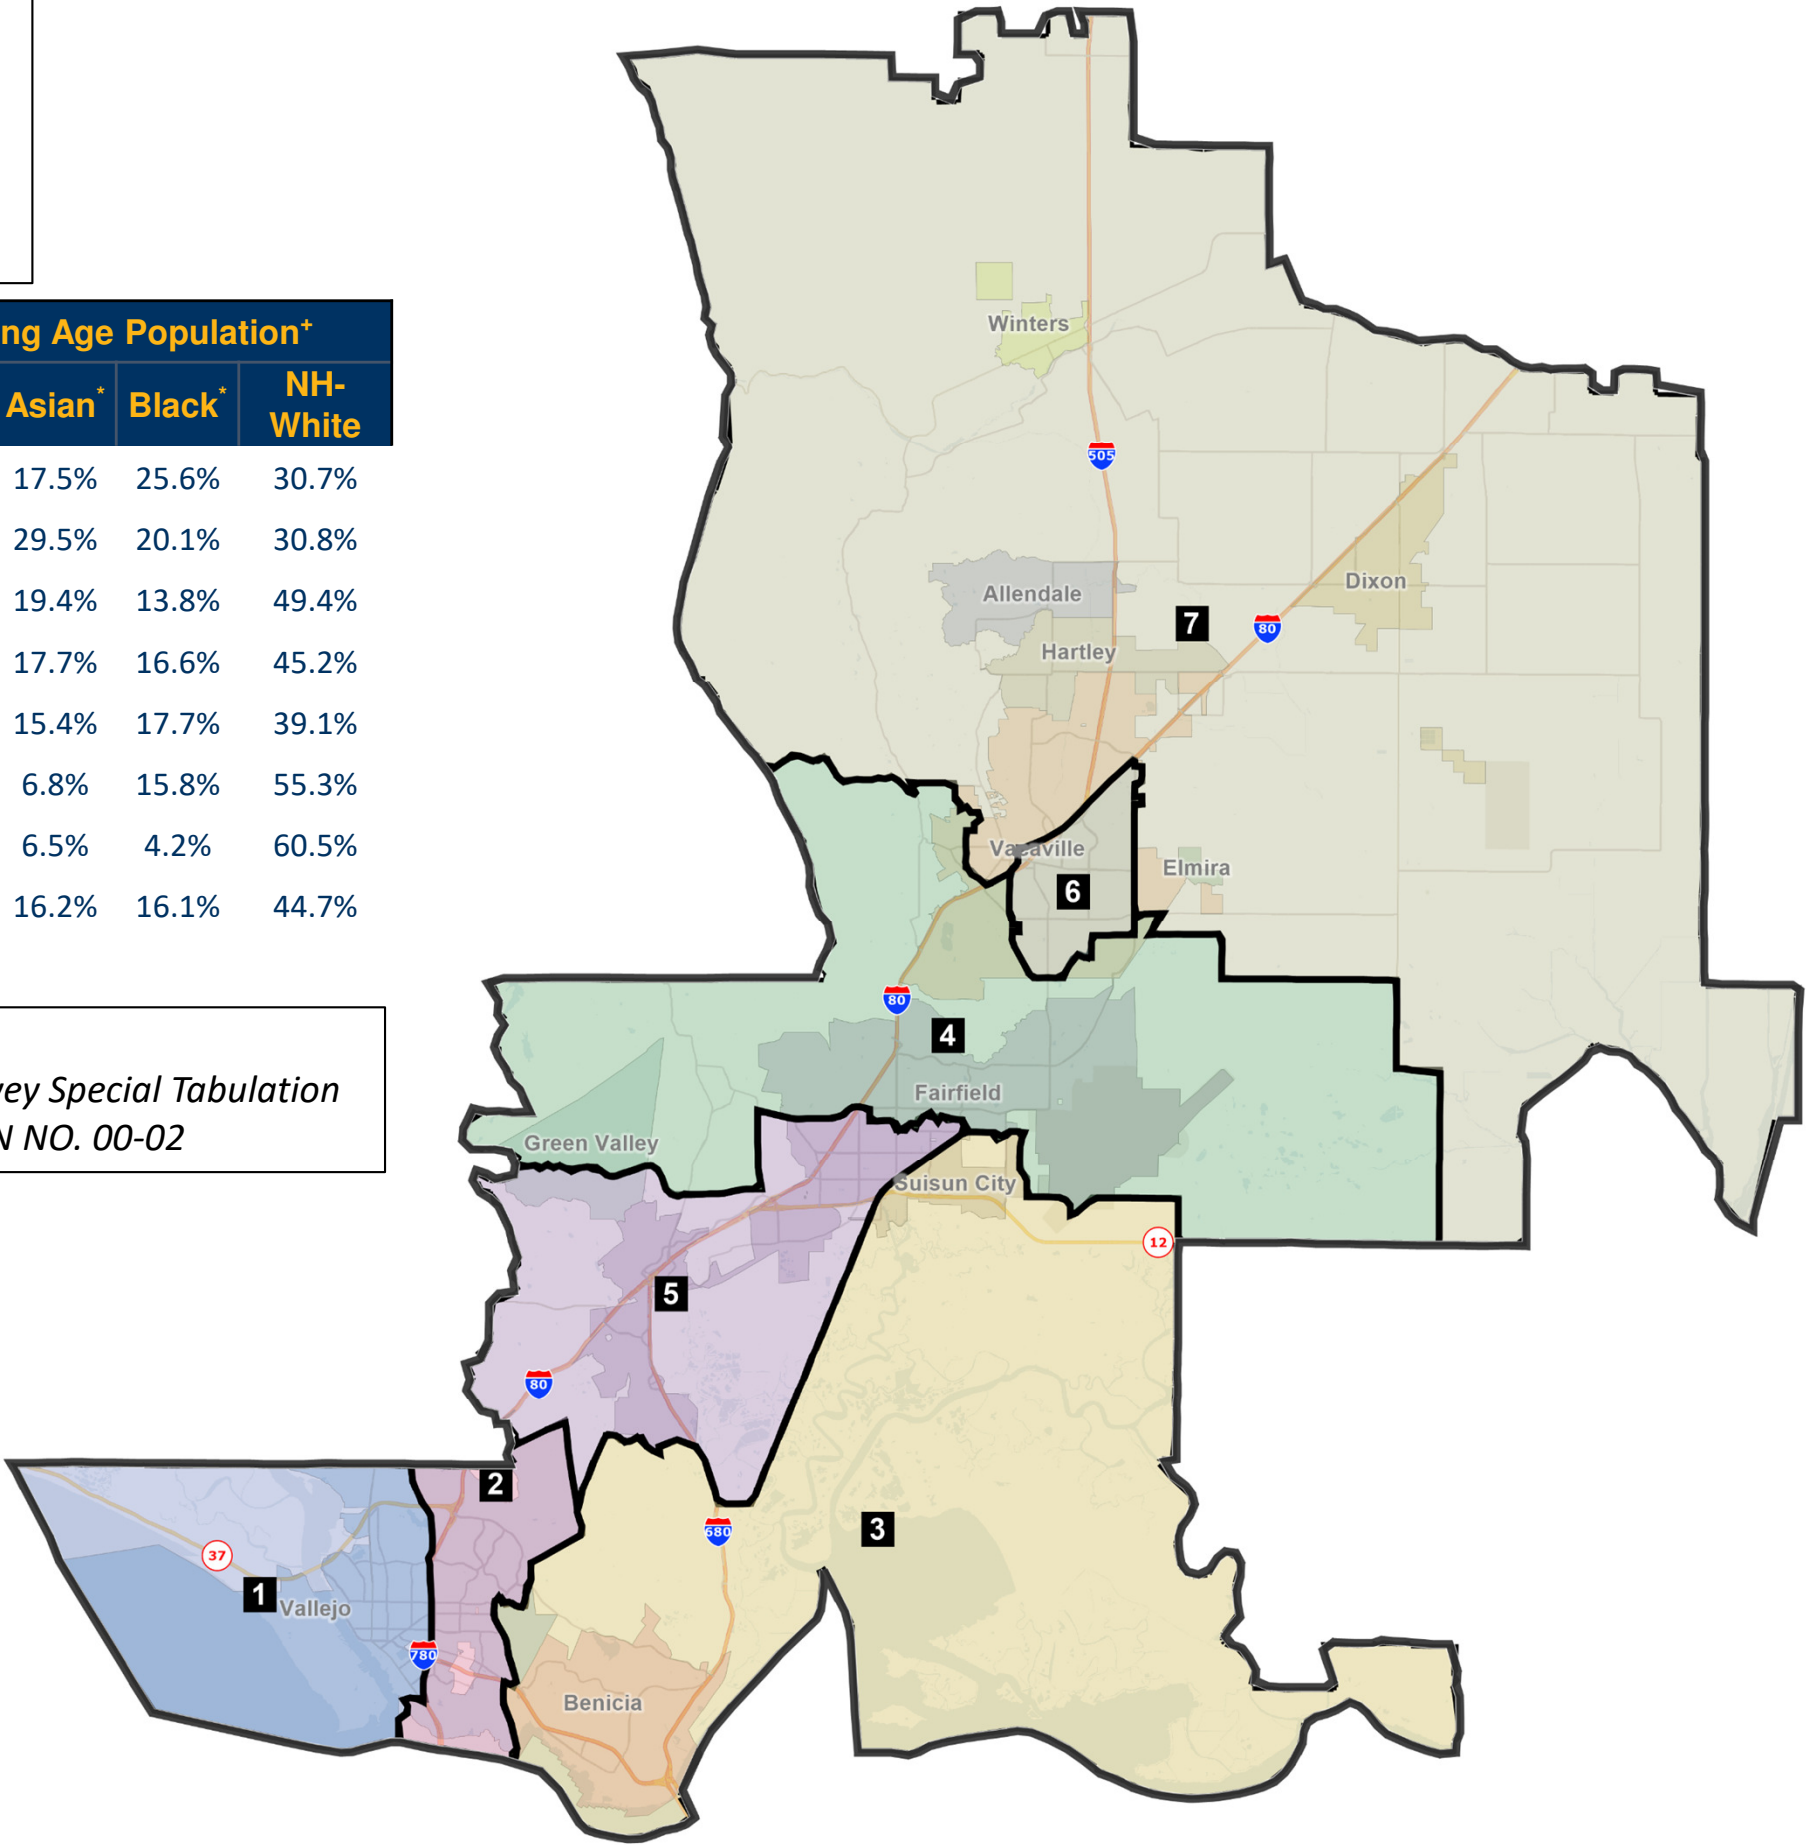 ng Age Population+
Asian* Black* NH-
White
17.5% 25.6% 30.7%
29.5% 20.1% 30.8%
19.4% 13.8% 49.4%
17.7% 16.6% 45.2%
15.4% 17.7% 39.1%
6.8% 15.8% 55.3%
6.5% 4.2% 60.5%
16.2% 16.1% 44.7%
vey Special Tabulation
N NO. 00-02
Winters
505
Allendale
Dixon
7
80
Hartley
Vacaville
Elmira
6
80
4
Fairfield
Green Valley
Suisun City
12
5
80
2
680
3
37
1
Vallejo
780
Benicia